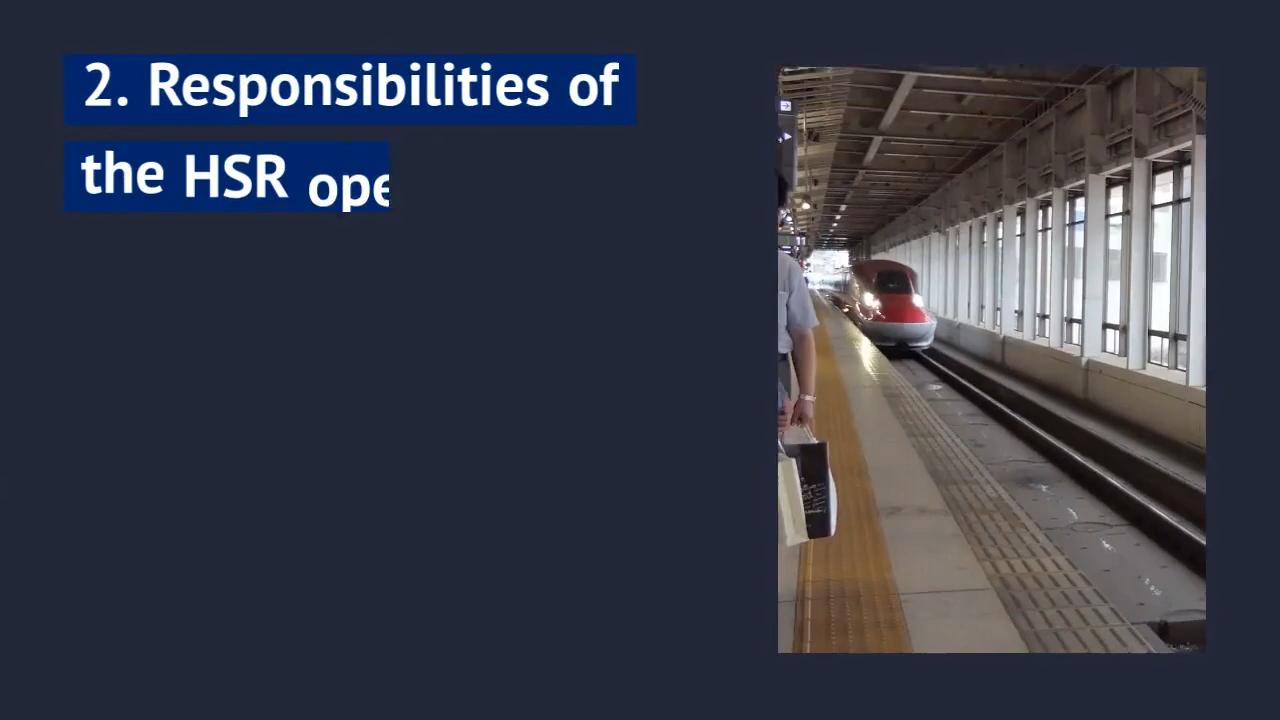 2. Responsibilities of
the HSR ope